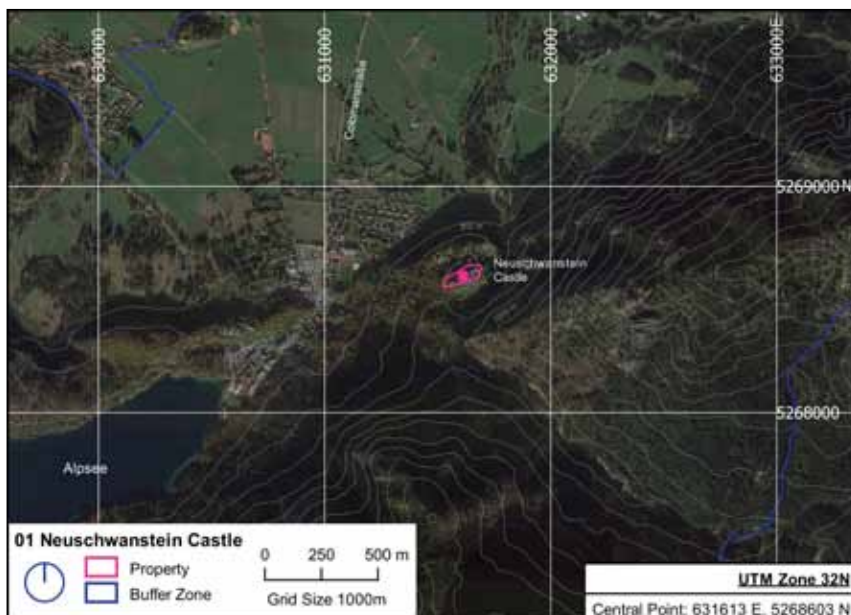 630000
631000
632000
633000E
Colomanstraße
5269000 N
Neuschwanstein
Castle
5268000
Alpsee
01 Neuschwanstein Castle
Property
Buffer Zone
0 250 500 m
Grid Size 1000m
UTM Zone 32N
Central Point: 631613 E, 5268603 N